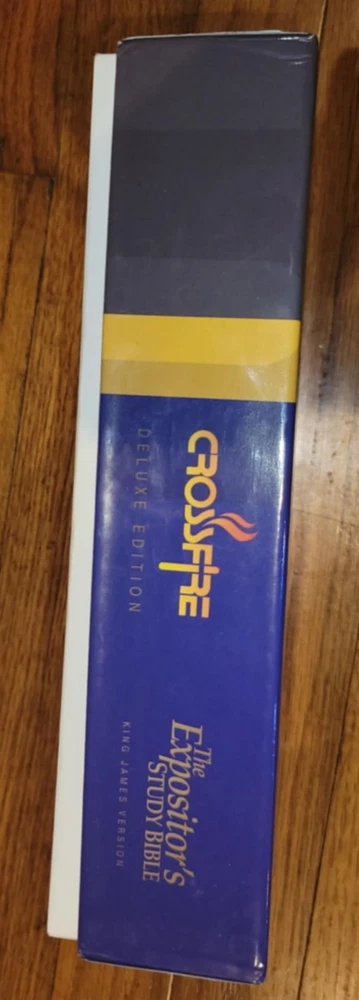 CROSSFIRE
DELUXE EDITION
The
Expositor's
STUDY BIBLE
KING JAMES VERSION